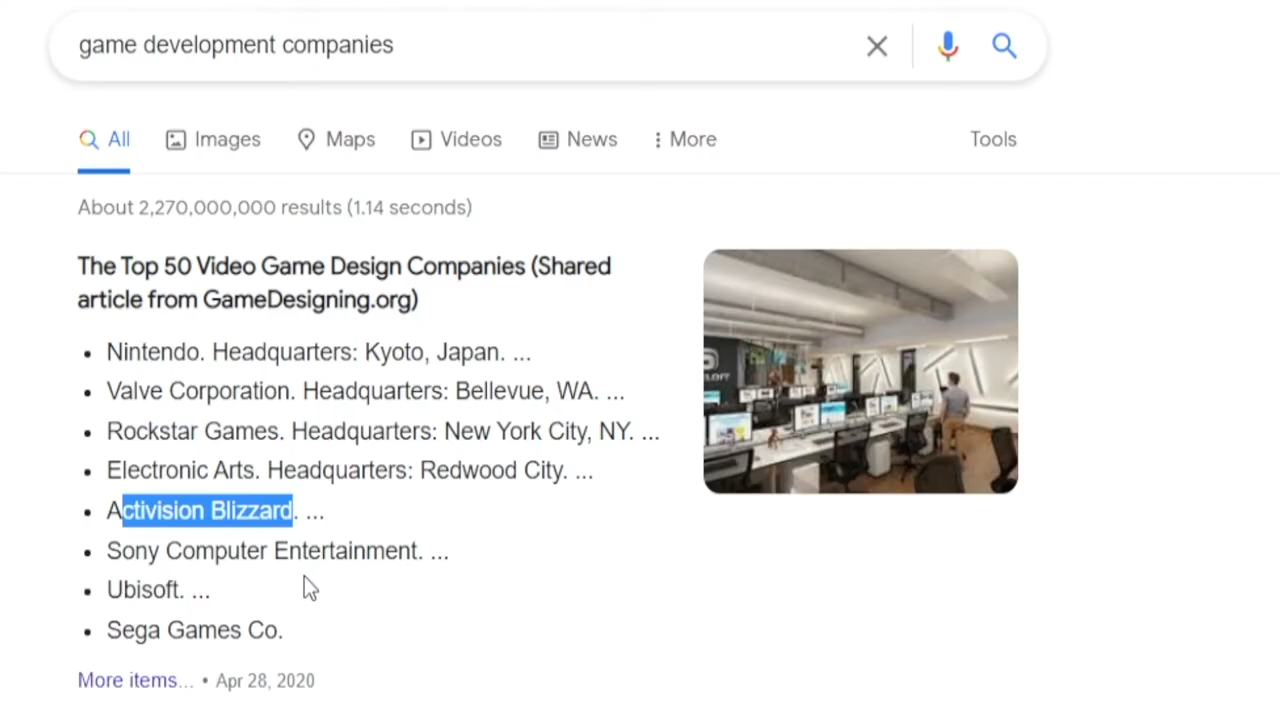 game development companies
All Images Maps Videos News More Tools
About 2,270,000,000 results (1.14 seconds)
The Top 50 Video Game Design Companies (Shared
article from GameDesigning.org)
Nintendo. Headquarters: Kyoto, Japan. ...
Valve Corporation. Headquarters: Bellevue, WA. ...
Rockstar Games. Headquarters: New York City, NY. ...
Electronic Arts. Headquarters: Redwood City. ...
Activision Blizzard. ...
Sony Computer Entertainment. ...
Ubisoft. ...
Sega Games Co.
More items... • Apr 28, 2020